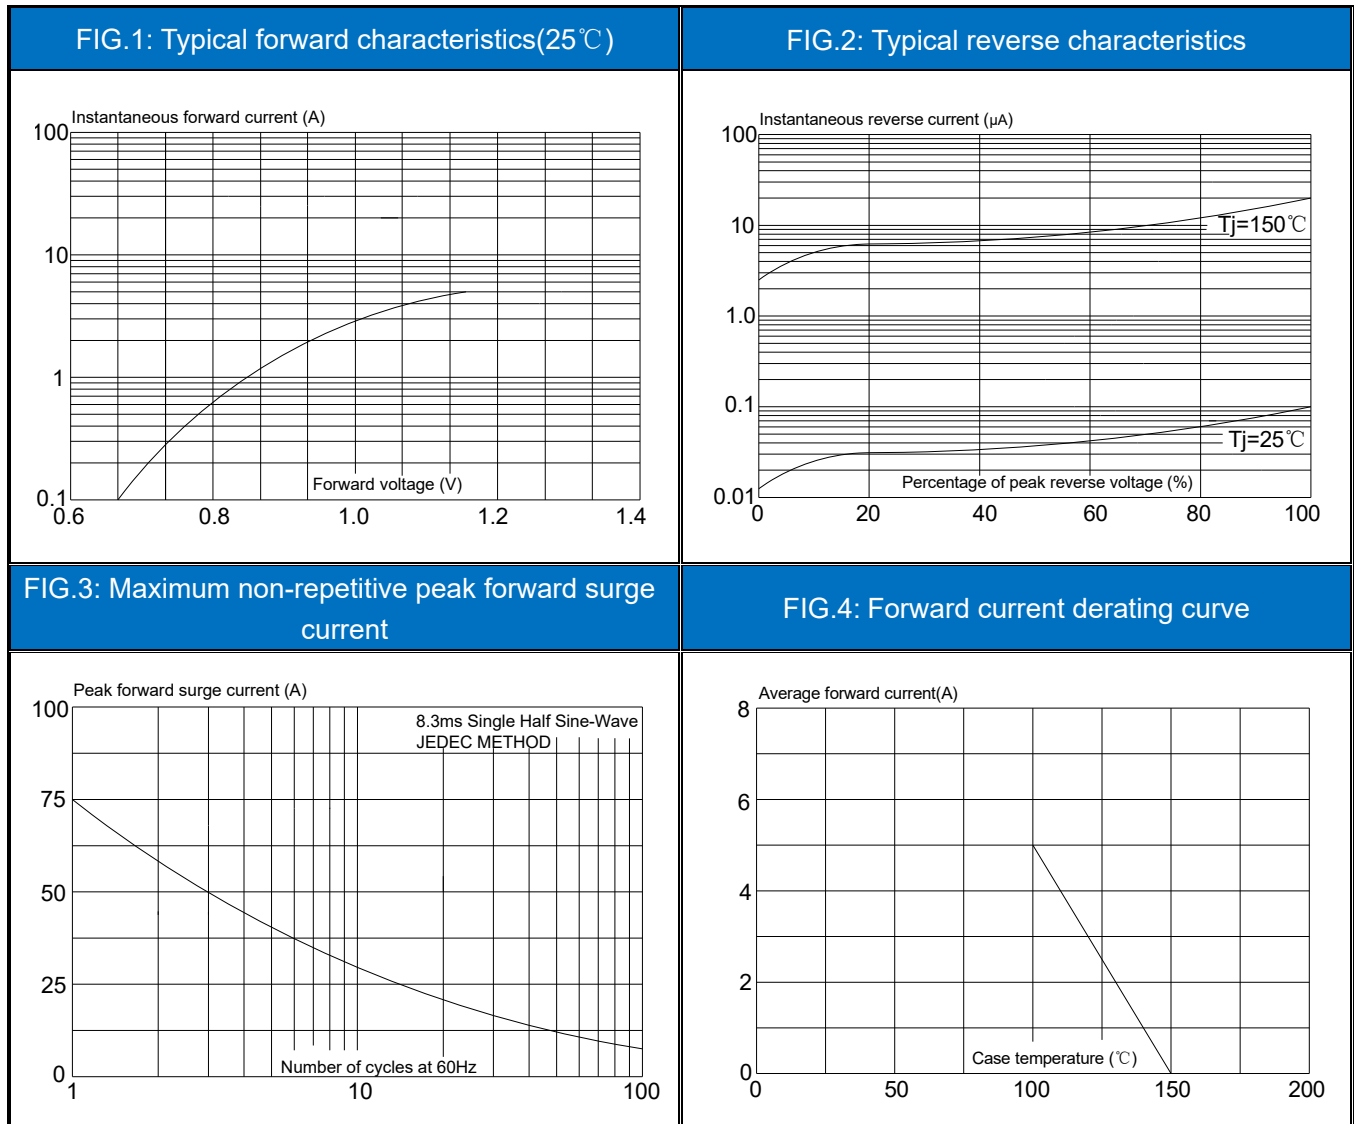 FIG.1: Typical forward characteristics(25℃)
FIG.2: Typical reverse characteristics
Instantaneous forward current (A)
100
10
1
0.1
Forward voltage (V)
0.6 0.8 1.0 1.2 1.4
Instantaneous reverse current (μA)
100
10
Tj=150℃
1.0
0.1
Tj=25℃
0.01
Percentage of peak reverse voltage (%)
0 20 40 60 80 100
FIG.3: Maximum non-repetitive peak forward surge
current
FIG.4: Forward current derating curve
Peak forward surge current (A)
100
8.3ms Single Half Sine-Wave
JEDEC METHOD
75
50
25
0
Number of cycles at 60Hz
1 10 100
Average forward current(A)
8
6
4
2
0
Case temperature (℃)
0 50 100 150 200